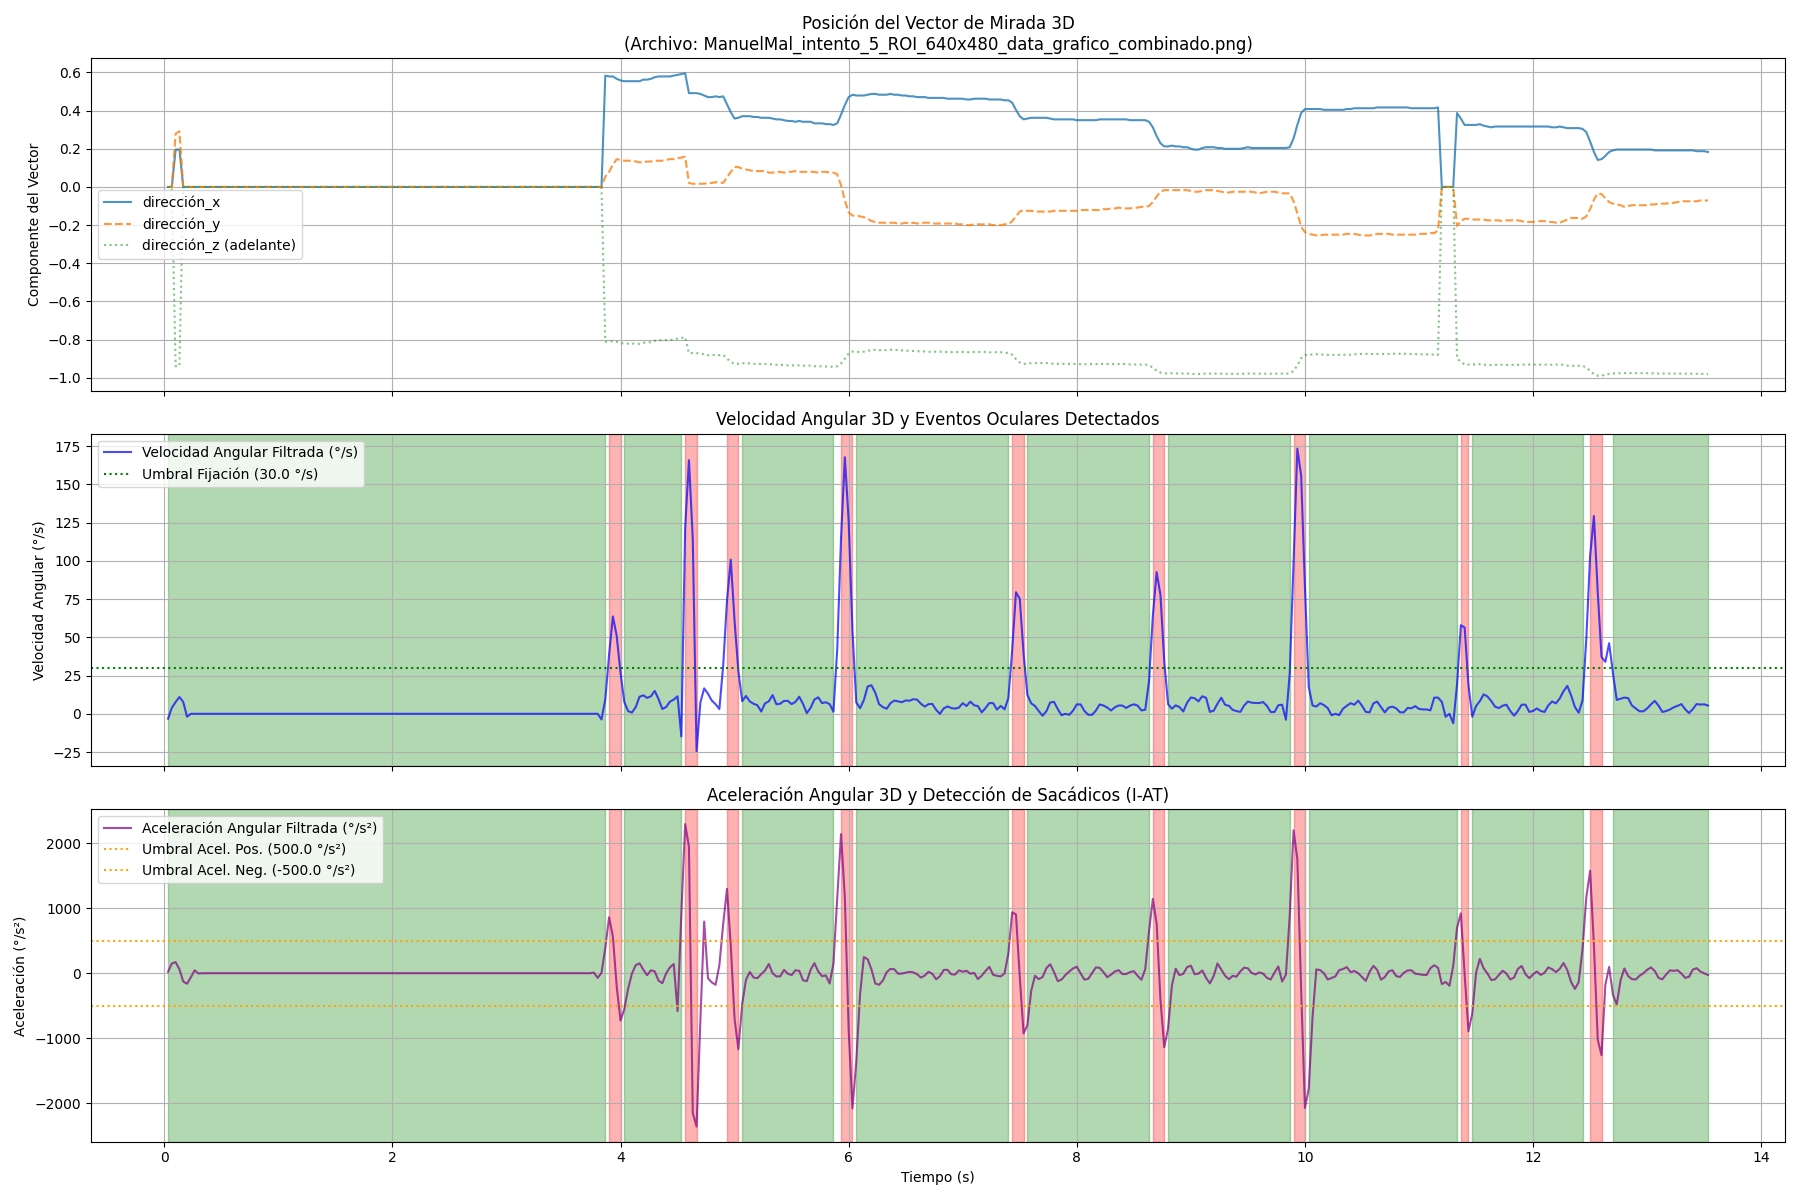 Posición del Vector de Mirada 3D
(Archivo: ManuelMal_intento_5_ROI_640x480_data_grafico_combinado.png)
0.6
0.4
0.2
0.0
−0.2
−0.4
−0.6
−0.8
−1.0
Componente del Vector
dirección_x
dirección_y
dirección_z (adelante)
Velocidad Angular 3D y Eventos Oculares Detectados
175
150
125
100
75
50
25
0
−25
Velocidad Angular (°/s)
Velocidad Angular Filtrada (°/s)
Umbral Fijación (30.0 °/s)
Aceleración Angular 3D y Detección de Sacádicos (I-AT)
2000
1000
0
−1000
−2000
Aceleración (°/s²)
Aceleración Angular Filtrada (°/s²)
Umbral Acel. Pos. (500.0 °/s²)
Umbral Acel. Neg. (-500.0 °/s²)
0 2 4 6 8 10 12 14
Tiempo (s)